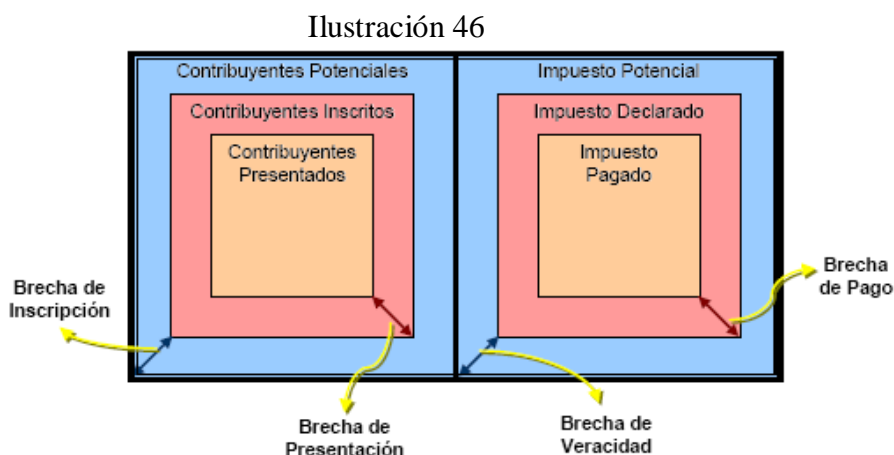 Ilustración 46
Contribuyentes Potenciales
Contribuyentes Inscritos
Contribuyentes
Presentados
Impuesto Potencial
Impuesto Declarado
Impuesto
Pagado
Brecha de
Inscripción
Brecha
de Pago
Brecha de
Presentación
Brecha de
Veracidad